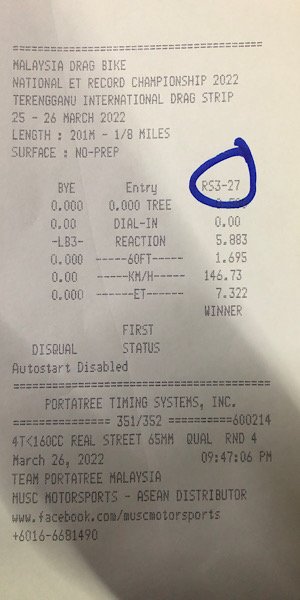 =====================================
MALAYSIA DRAG BIKE
NATIONAL ET RECORD CHAMPIONSHIP 2022
TERENGGANU INTERNATIONAL DRAG STRIP
25 - 26 MARCH 2022
LENGTH : 201M - 1/8 MILES
SURFACE : NO-PREP
BYE Entry RS3-27
0.000 0.000 TREE
0.00 DIAL-IN 0.00
-LB3- REACTION 5.883
0.000 ------60FT------ 1.695
0.00 ------KM/H----- 146.73
0.000 -------ET------- 7.322
WINNER
FIRST
DISQUAL STATUS
Autostart Disabled
=====================================
PORTATREE TIMING SYSTEMS, INC.
============== 351/352 ==========600214
4T<160CC REAL STREET 65MM QUAL RND 4
March 26, 2022 09:47:06 PM
TEAM PORTATREE MALAYSIA
MUSC MOTORSPORTS - ASEAN DISTRIBUTOR
www.facebook.com/muscmotorsports
+6016-6681490